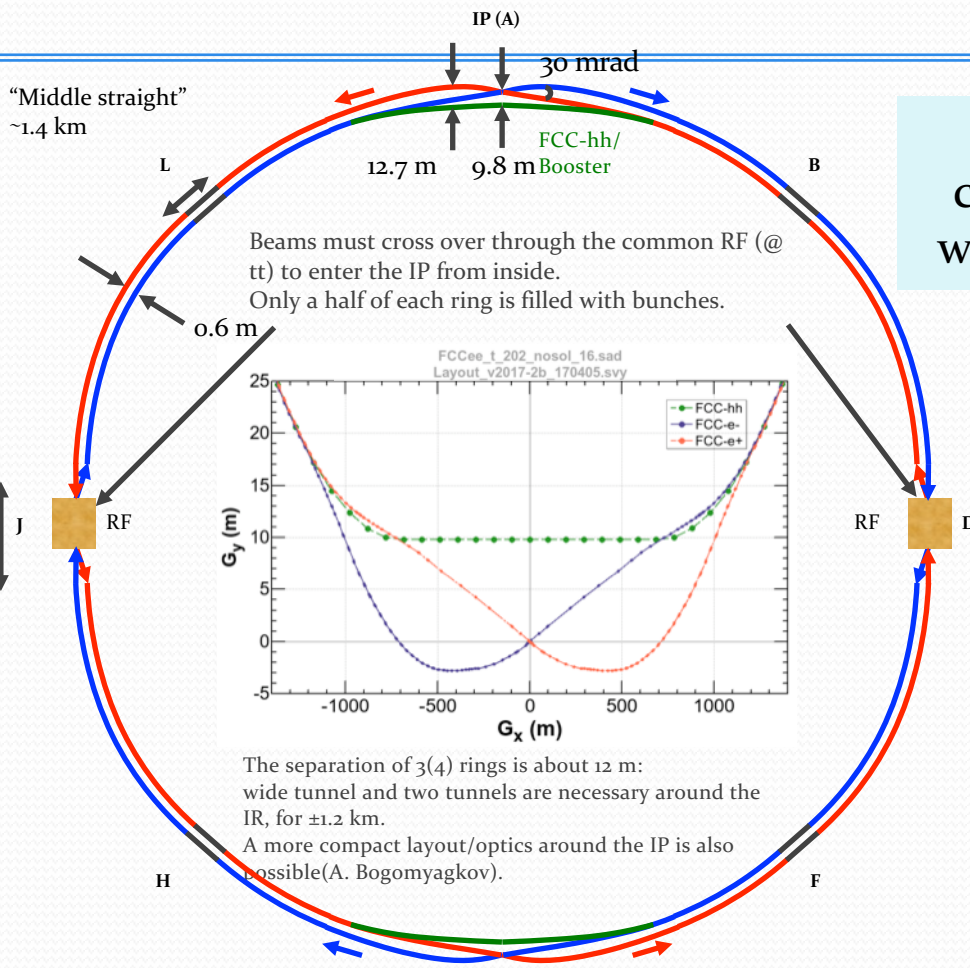 IP (A)
30 mrad
“Middle straight”
~1.4 km
FCC-hh/
Booster
12.7 m
9.8 m
L
B
c
w
Beams must cross over through the common RF (@
tt) to enter the IP from inside.
Only a half of each ring is filled with bunches.
0.6 m
FCCee_t_202_nosol_16.sad
Layout_v2017-2b_170405.svy
25
20
15
10
5
0
-5
Gy (m)
FCC-hh
FCC-e-
FCC-e+
-1000
-500
0
500
1000
Gx (m)
J
RF
RF
D
The separation of 3(4) rings is about 12 m:
wide tunnel and two tunnels are necessary around the
IR, for ±1.2 km.
A more compact layout/optics around the IP is also
possible(A. Bogomyagkov).
H
F